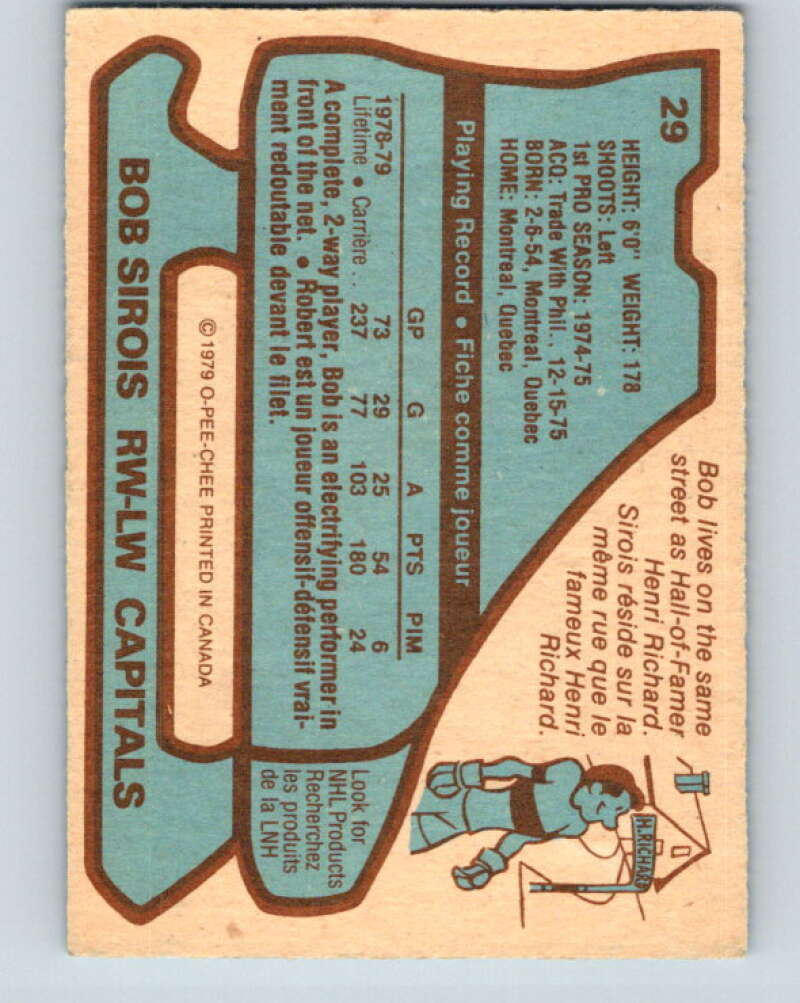 29
HEIGHT: 6'0" WEIGHT: 178
SHOOTS: Left
1st PRO SEASON: 1974-75
ACQ: Trade With Phil., 12-15-75
BORN: 2-6-54, Montreal, Quebec
HOME: Montreal, Quebec
Bob lives on the same
street as Hall-of-Famer
Henri Richard.
Sirois réside sur la
même rue que le
fameux Henri
Richard.
H.RICHARD
Playing Record • Fiche comme joueur
GP G A PTS PIM
1978-79 73 29 25 54 6
Lifetime • Carrière .. 237 77 103 180 24
A complete, 2-way player, Bob is an electrifying performer in
front of the net. • Robert est un joueur offensif-défensif vrai-
ment redoutable devant le filet.
Look for
NHL Products
Recherchez
les produits
de la LNH
© 1979 O-PEE-CHEE PRINTED IN CANADA
BOB SIROIS RW-LW CAPITALS